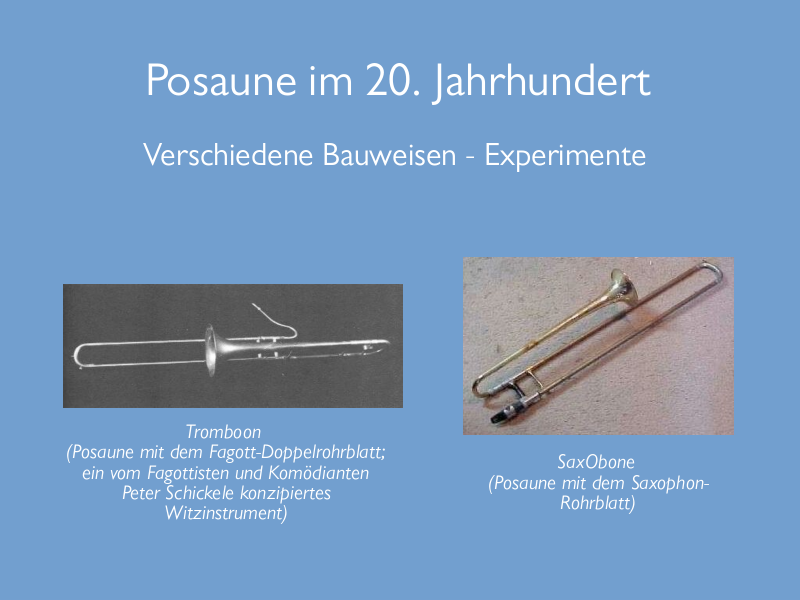 Posaune im 20. Jahrhundert
Verschiedene Bauweisen - Experimente
Tromboon
(Posaune mit dem Fagott-Doppelrohrblatt;
ein vom Fagottisten und Komödianten
Peter Schickele konzipiertes
Witzinstrument)
SaxObone
(Posaune mit dem Saxophon-
Rohrblatt)